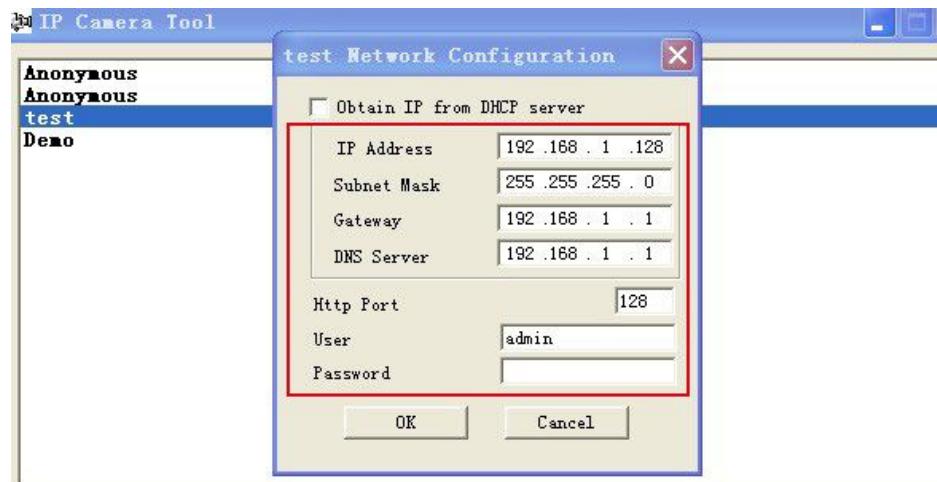 IP Camera Tool
test Network Configuration
Anonymous
Anonymous
test
Demo
Obtain IP from DHCP server
IP Address 192 .168 . 1 .128
Subnet Mask 255 .255 .255 . 0
Gateway 192 .168 . 1 . 1
DNS Server 192 .168 . 1 . 1
Http Port 128
User admin
Password
OK Cancel